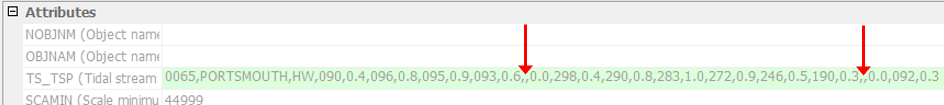 Attributes
NOBJNM (Object name
OBJNAM (Object name
TS_TSP (Tidal stream 0065,PORTSMOUTH,HW,090,0.4,096,0.8,095,0.9,093,0.6,,0.0,298,0.4,290,0.8,283,1.0,272,0.9,246,0.5,190,0.3,,0.0,092,0.3
SCAMIN (Scale minimu 44999